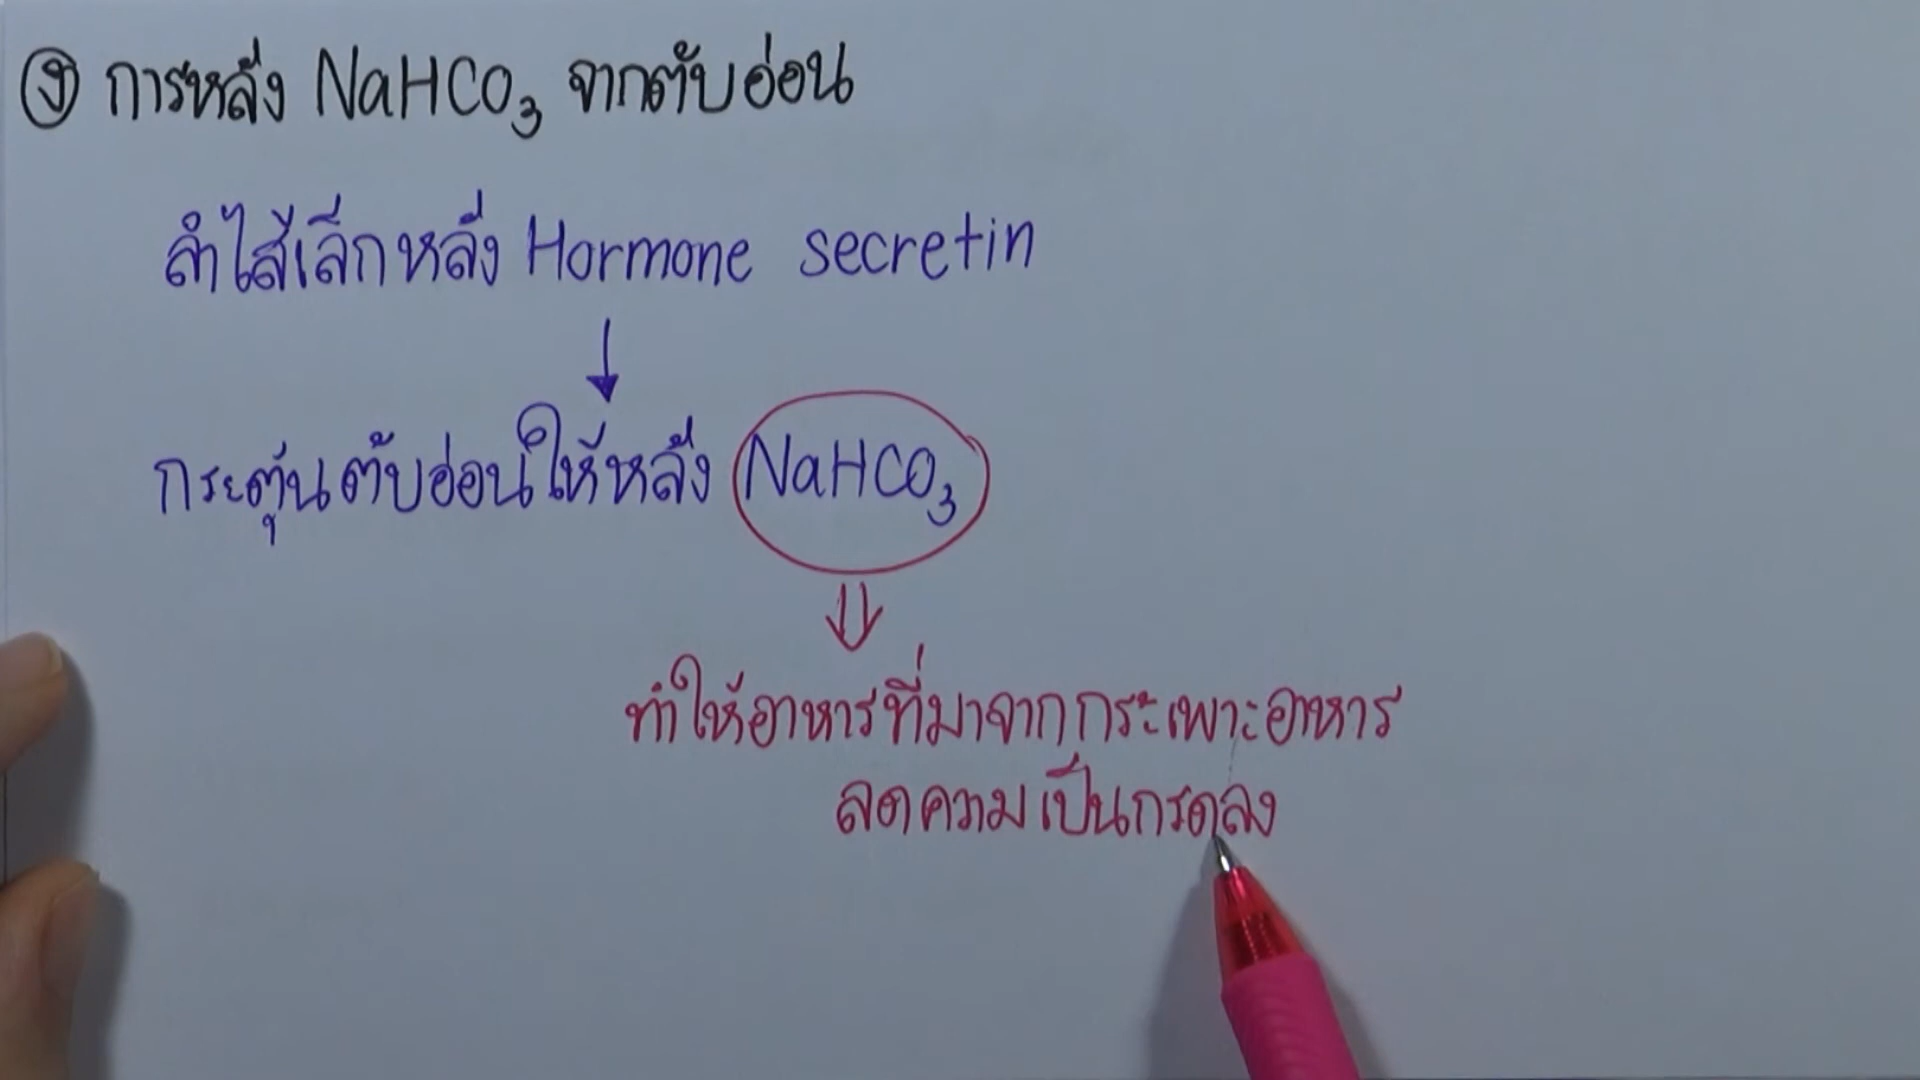 ง การหลั่ง NaHCO₃ จากตับอ่อน
ลำไส้เล็กหลั่ง Hormone secretin
กระตุ้นตับอ่อนให้หลั่ง NaHCO₃
ทำให้อาหารที่มาจากกระเพาะอาหาร
ลดความเป็นกรดลง